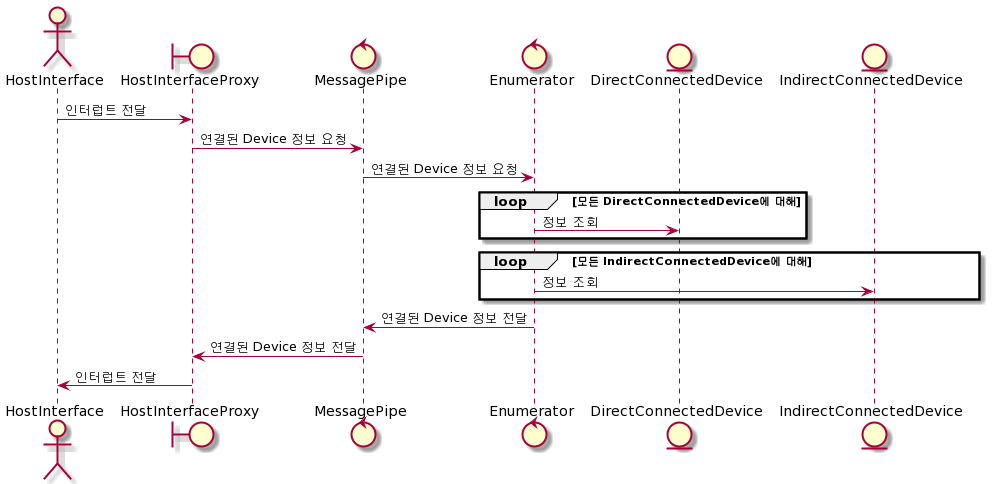 HostInterface HostInterfaceProxy MessagePipe Enumerator DirectConnectedDevice IndirectConnectedDevice
인터럽트 전달
연결된 Device 정보 요청
연결된 Device 정보 요청
loop [모든 DirectConnectedDevice에 대해]
정보 조회
loop [모든 IndirectConnectedDevice에 대해]
정보 조회
연결된 Device 정보 전달
연결된 Device 정보 전달
인터럽트 전달
HostInterface HostInterfaceProxy MessagePipe Enumerator DirectConnectedDevice IndirectConnectedDevice